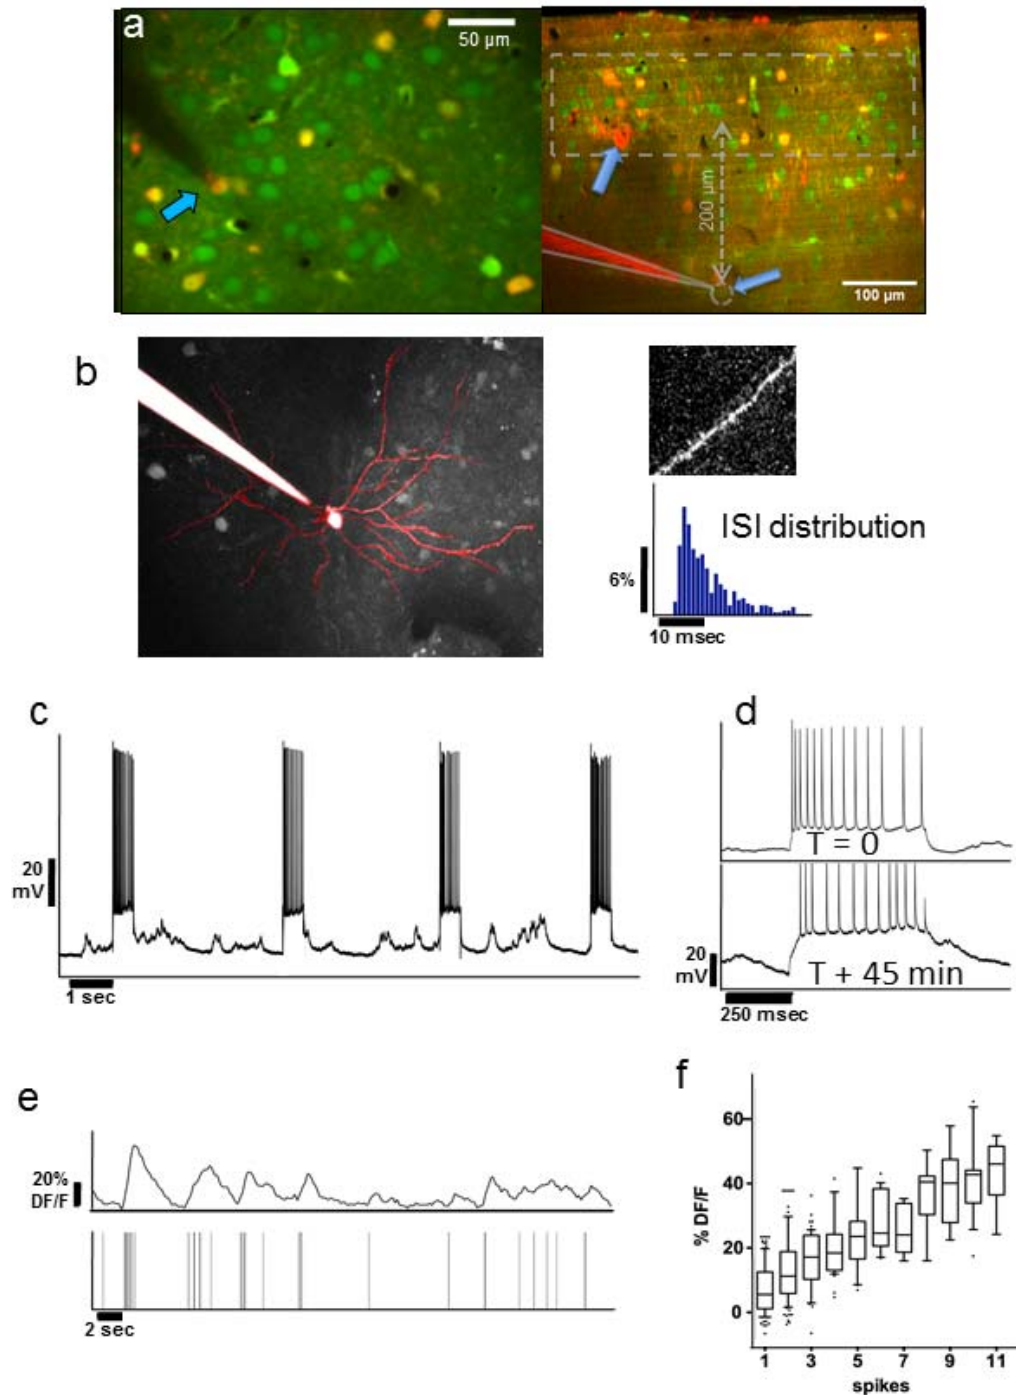 a
50 µm
200 µm
100 µm
b
ISI distribution
6%
10 msec
c
20
mV
1 sec
d
T = 0
T + 45 min
20
mV
250 msec
e
20%
DF/F
2 sec
f
% DF/F
60
40
20
0
1 3 5 7 9 11
spikes